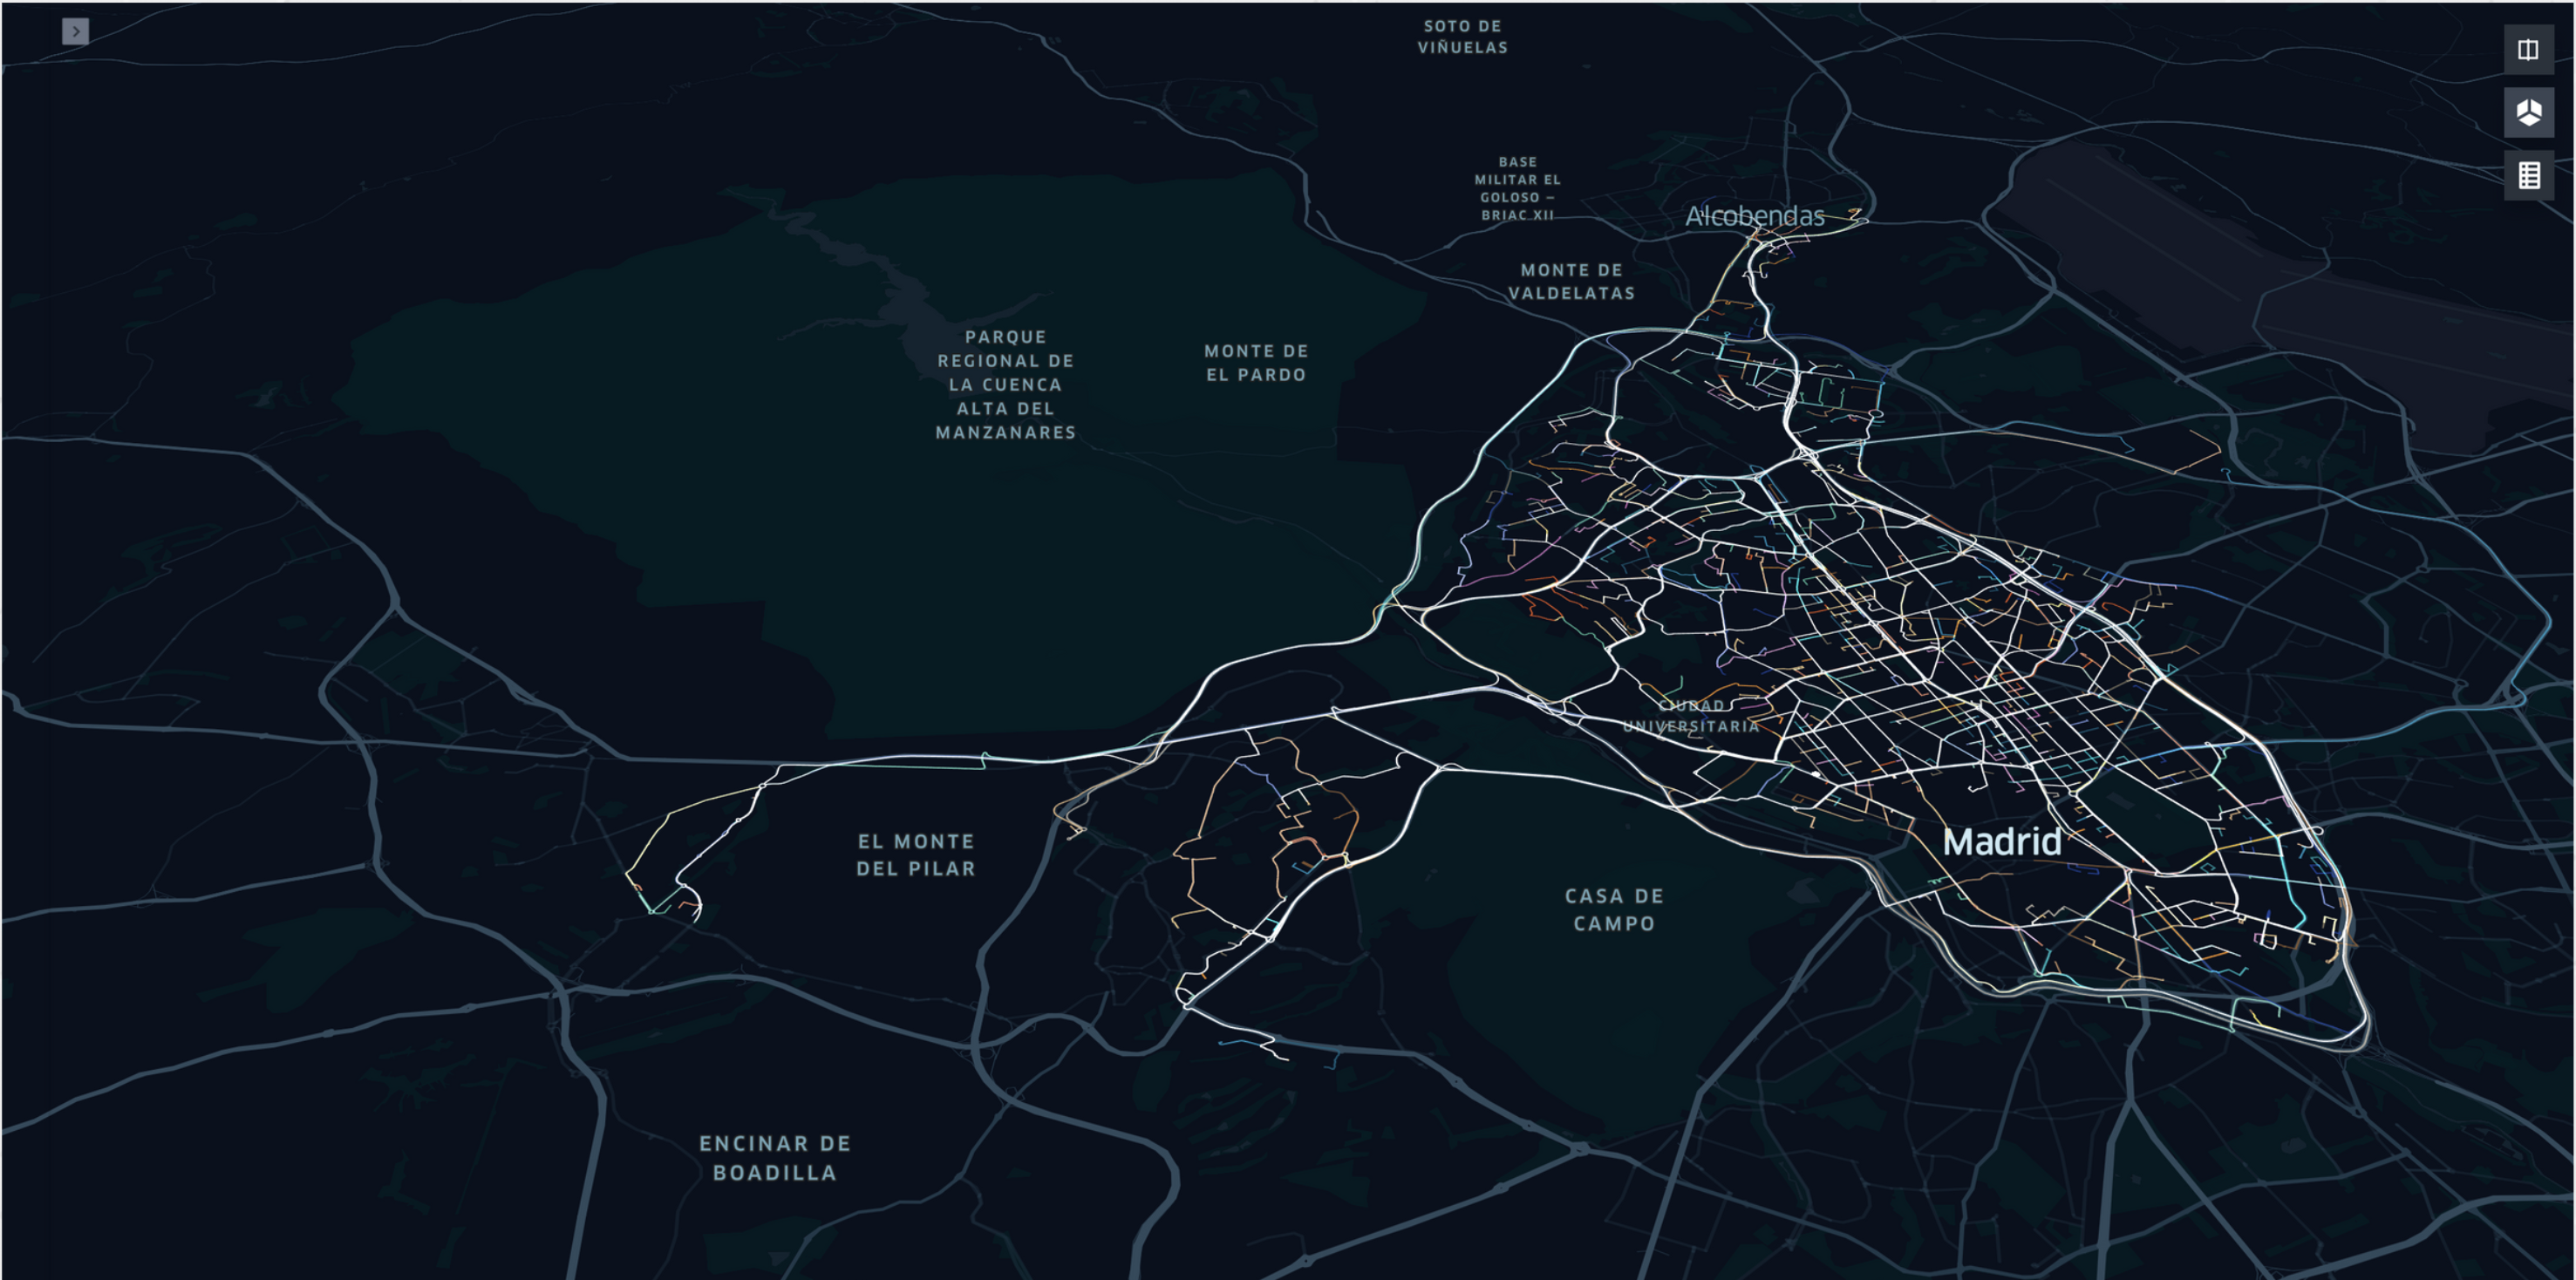 SOTO DE
VIÑUELAS
BASE
MILITAR EL
GOLOSO –
BRIAC XII
Alcobendas
MONTE DE
VALDELATAS
PARQUE
REGIONAL DE
LA CUENCA
ALTA DEL
MANZANARES
MONTE DE
EL PARDO
CIUDAD
UNIVERSITARIA
Madrid
EL MONTE
DEL PILAR
CASA DE
CAMPO
ENCINAR DE
BOADILLA